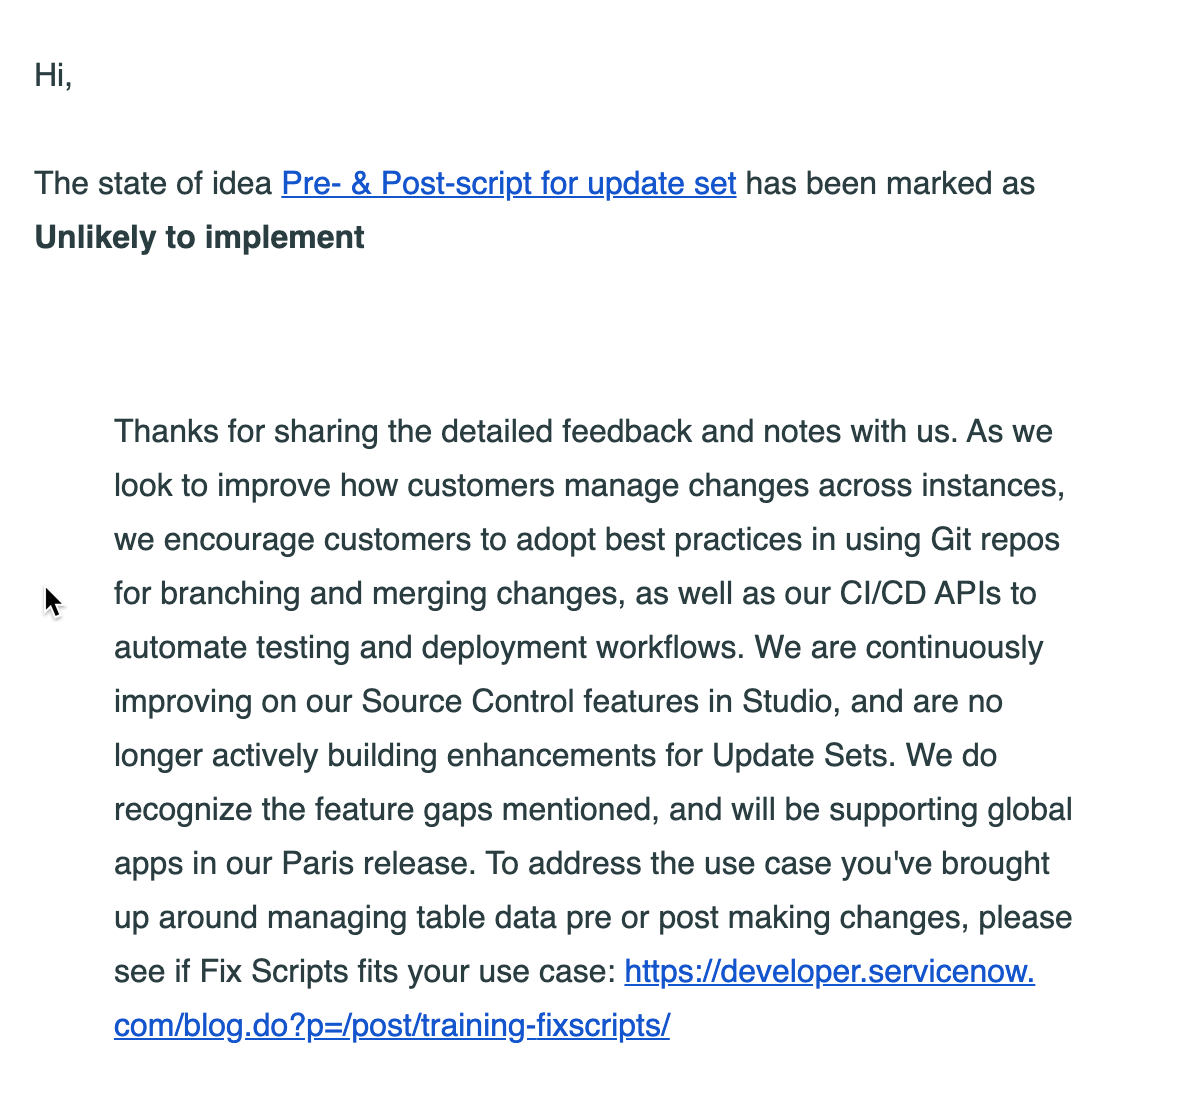 Hi,
The state of idea Pre- & Post-script for update set has been marked as
Unlikely to implement
Thanks for sharing the detailed feedback and notes with us. As we
look to improve how customers manage changes across instances,
we encourage customers to adopt best practices in using Git repos
for branching and merging changes, as well as our CI/CD APIs to
automate testing and deployment workflows. We are continuously
improving on our Source Control features in Studio, and are no
longer actively building enhancements for Update Sets. We do
recognize the feature gaps mentioned, and will be supporting global
apps in our Paris release. To address the use case you've brought
up around managing table data pre or post making changes, please
see if Fix Scripts fits your use case: https://developer.servicenow.
com/blog.do?p=/post/training-fixscripts/